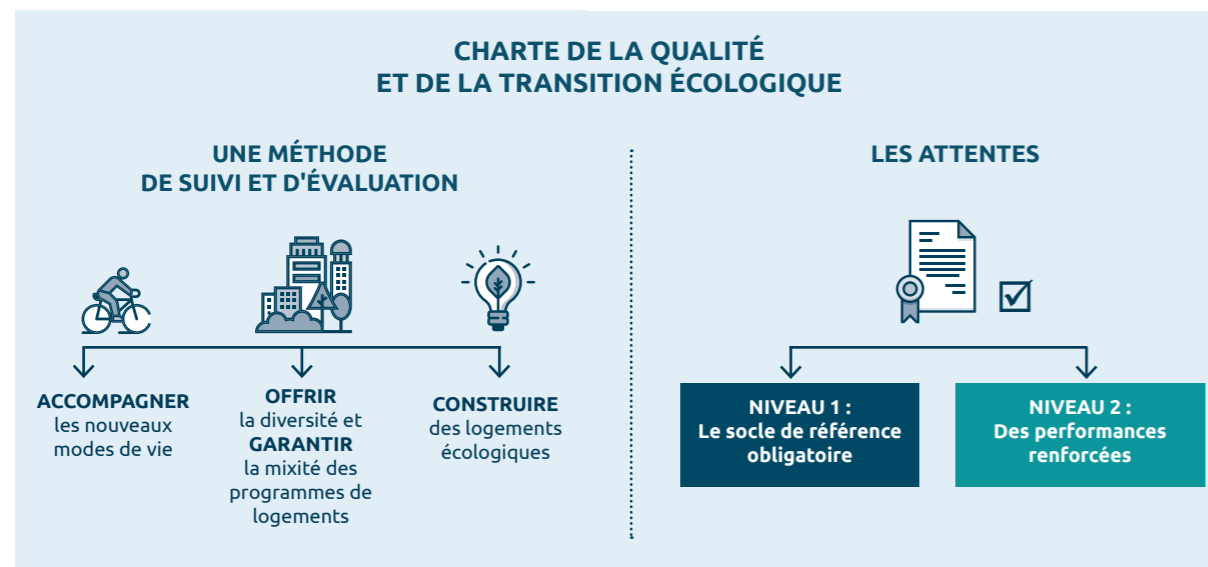 CHARTE DE LA QUALITÉ
ET DE LA TRANSITION ÉCOLOGIQUE
UNE MÉTHODE
DE SUIVI ET D'ÉVALUATION
ACCOMPAGNER
les nouveaux
modes de vie
OFFRIR
la diversité et
GARANTIR
la mixité des
programmes de
logements
CONSTRUIRE
des logements
écologiques
LES ATTENTES
NIVEAU 1 :
Le socle de référence
obligatoire
NIVEAU 2 :
Des performances
renforcées